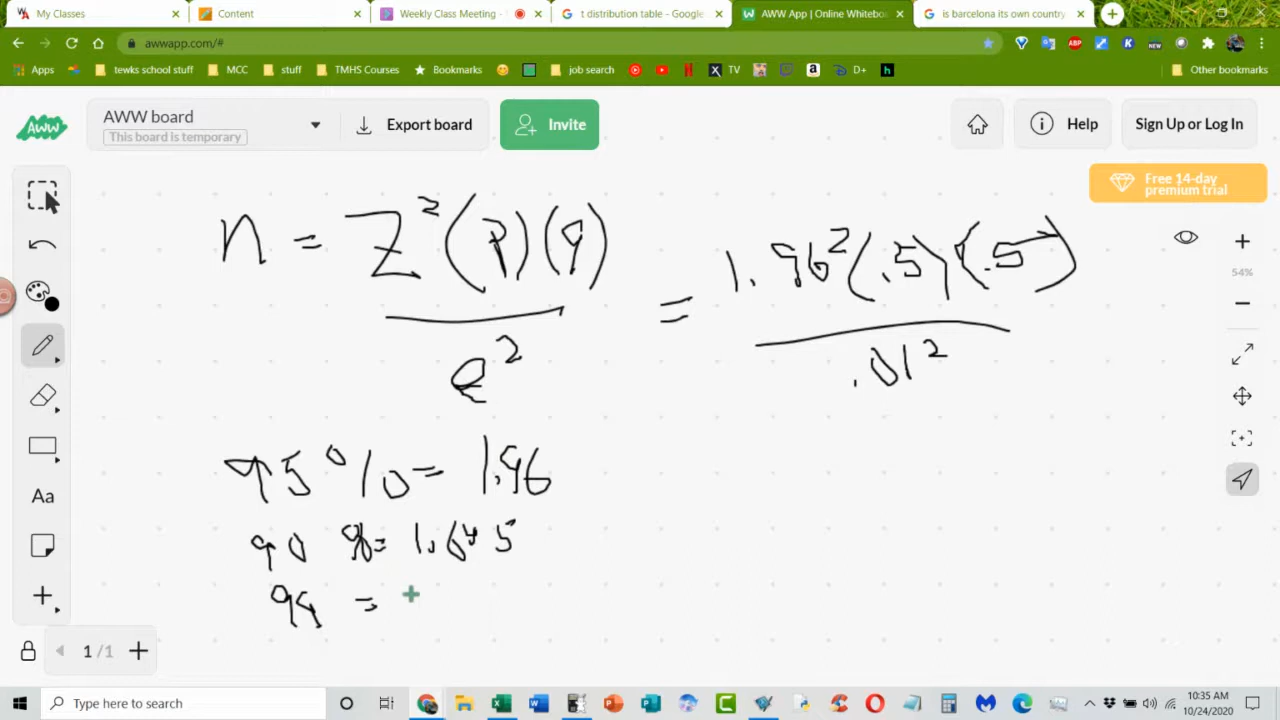 My Classes
Content
Weekly Class Meeting -
t distribution table - Google
AWW App | Online Whitebo
is barcelona its own country
awwapp.com/#
Apps
tewks school stuff
MCC
stuff
TMHS Courses
Bookmarks
job search
TV
D+
Other bookmarks
AWW board
This board is temporary
Export board
Invite
Help
Sign Up or Log In
Free 14-day
premium trial
54%
n = Z²(p)(q) / e² = 1.96²(.5)(.5) / .01²
95% = 1.96
90 % = 1.645
99 =
Aa
1 / 1
Type here to search
10:35 AM
10/24/2020